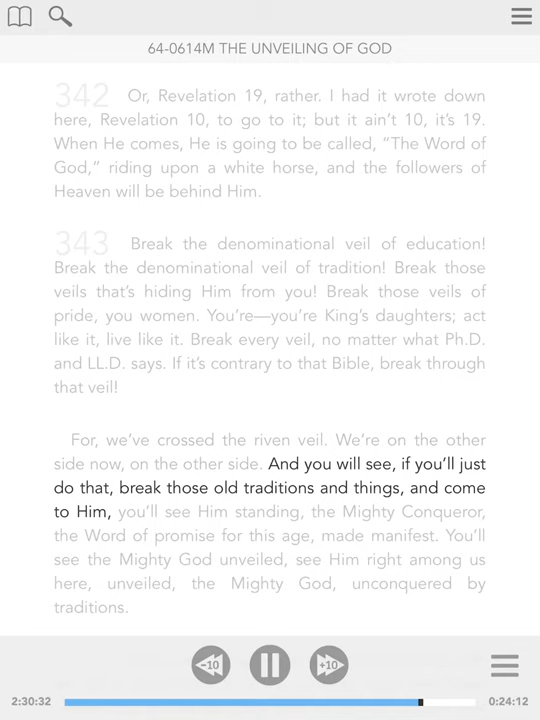 64-0614M THE UNVEILING OF GOD
342 Or, Revelation 19, rather. I had it wrote down
here, Revelation 10, to go to it; but it ain't 10, it's 19.
When He comes, He is going to be called, “The Word of
God,” riding upon a white horse, and the followers of
Heaven will be behind Him.
343 Break the denominational veil of education!
Break the denominational veil of tradition! Break those
veils that's hiding Him from you! Break those veils of
pride, you women. You're—you're King's daughters; act
like it, live like it. Break every veil, no matter what Ph.D.
and LL.D. says. If it's contrary to that Bible, break through
that veil!
For, we've crossed the riven veil. We're on the other
side now, on the other side. And you will see, if you'll just
do that, break those old traditions and things, and come
to Him, you'll see Him standing, the Mighty Conqueror,
the Word of promise for this age, made manifest. You'll
see the Mighty God unveiled, see Him right among us
here, unveiled, the Mighty God, unconquered by
traditions.
-10 +10
2:30:32 0:24:12